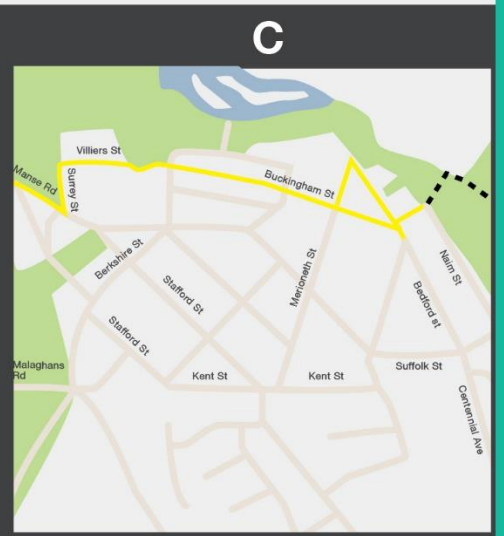 C
Villiers St
Manse Rd
Surrey St
Buckingham St
Berkshire St
Stafford St
Merioneth St
Nairn St
Bedford st
Stafford St
Malaghans
Rd
Kent St
Kent St
Suffolk St
Centennial Ave